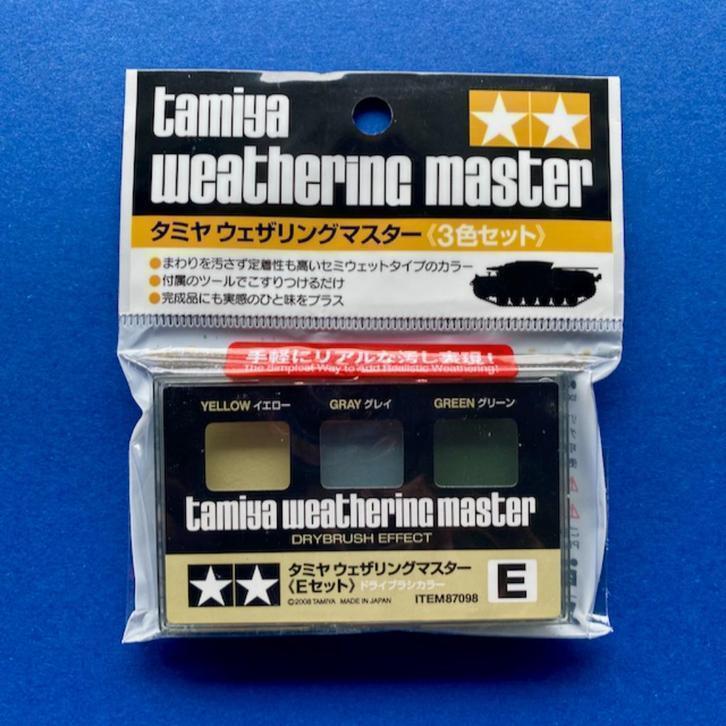 tamiya
weathering master
タミヤ ウェザリングマスター《3色セット》
●まわりを汚さず定着性も高いセミウェットタイプのカラー
●付属のツールでこすりつけるだけ
●完成品にも実感のひと味をプラス
手軽にリアルな汚し表現！
The Simplest Way to Add Realistic Weathering!
YELLOW イエロー GRAY グレイ GREEN グリーン
tamiya weathering master
DRYBRUSH EFFECT
タミヤ ウェザリングマスター
〈Eセット〉ドライブラシカラー
©2008 TAMIYA MADE IN JAPAN ITEM87098
E